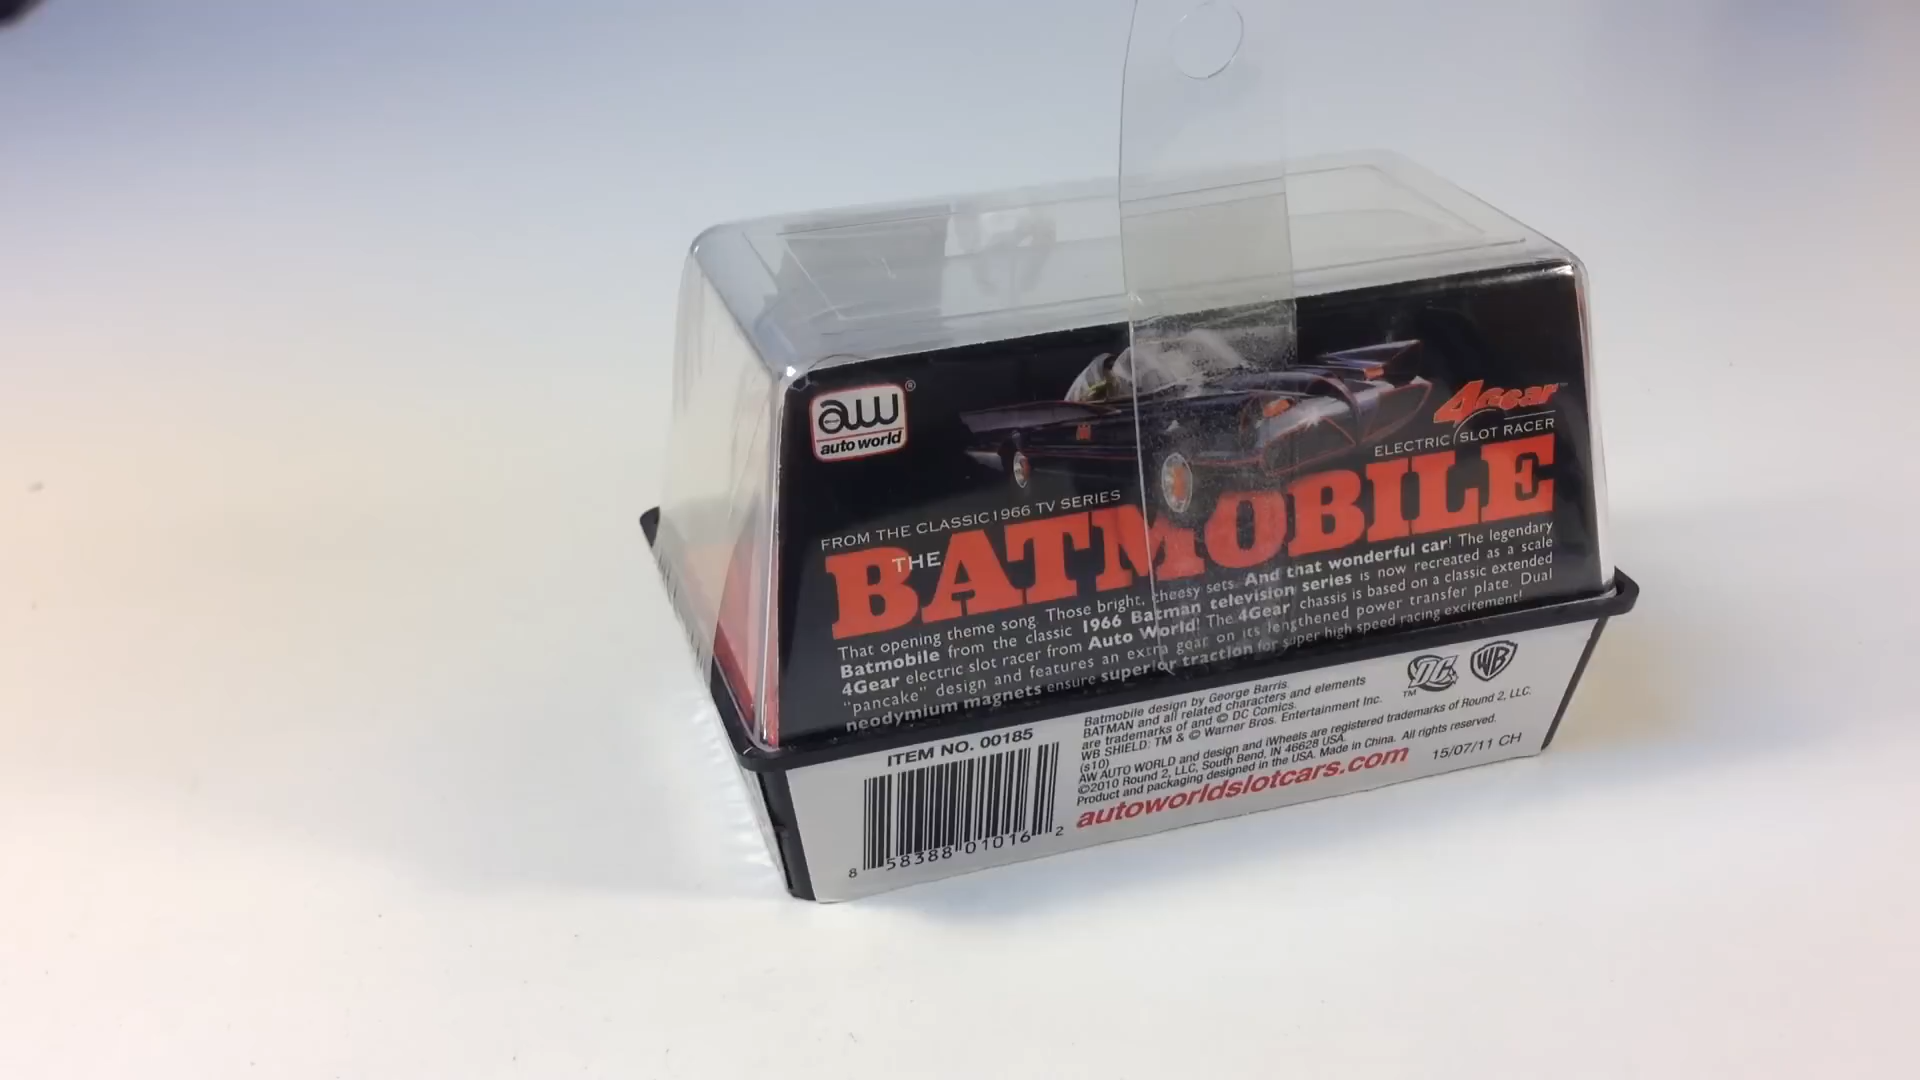 aw ®
auto world
4Gear™
ELECTRIC SLOT RACER
FROM THE CLASSIC 1966 TV SERIES
THE
BATMOBILE
That opening theme song. Those bright, cheesy sets. And that wonderful car! The legendary
Batmobile from the classic 1966 Batman television series is now recreated as a scale
4Gear electric slot racer from Auto World! The 4Gear chassis is based on a classic extended
"pancake" design and features an extra gear on its lengthened power transfer plate. Dual
neodymium magnets ensure superior traction for super high speed racing excitement!
ITEM NO. 00185
8 58388 01016 2
Batmobile design by George Barris.
BATMAN and all related characters and elements
are trademarks of and © DC Comics.
WB SHIELD: TM & © Warner Bros. Entertainment Inc.
(s10)
AW AUTO WORLD and design and iWheels are registered trademarks of Round 2, LLC.
©2010 Round 2, LLC, South Bend, IN 46628 USA.
Product and packaging designed in the USA. Made in China. All rights reserved.
autoworldslotcars.com
15/07/11 CH
DC
TM
WB